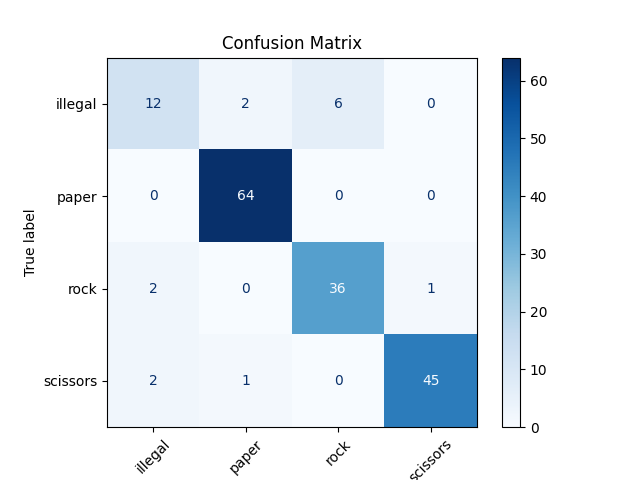 Confusion Matrix
True label
illegal 12 2 6 0
paper 0 64 0 0
rock 2 0 36 1
scissors 2 1 0 45
illegal paper rock scissors
60
50
40
30
20
10
0